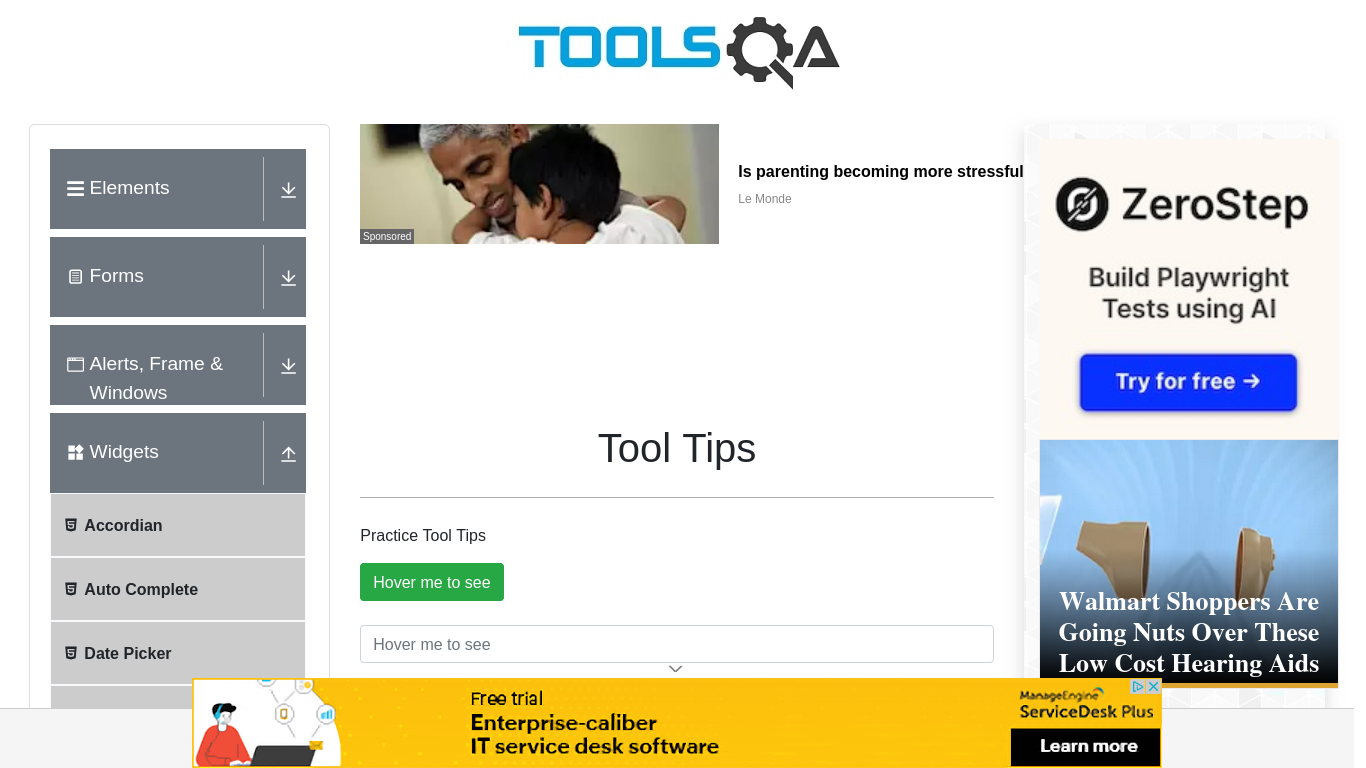 TOOLSQA
Elements
Forms
Alerts, Frame &
Windows
Widgets
Accordian
Auto Complete
Date Picker
Sponsored
Is parenting becoming more stressful
Le Monde
Tool Tips
Practice Tool Tips
Hover me to see
Hover me to see
ZeroStep
Build Playwright
Tests using AI
Try for free →
Walmart Shoppers Are
Going Nuts Over These
Low Cost Hearing Aids
Free trial
Enterprise-caliber
IT service desk software
ManageEngine
ServiceDesk Plus
Learn more